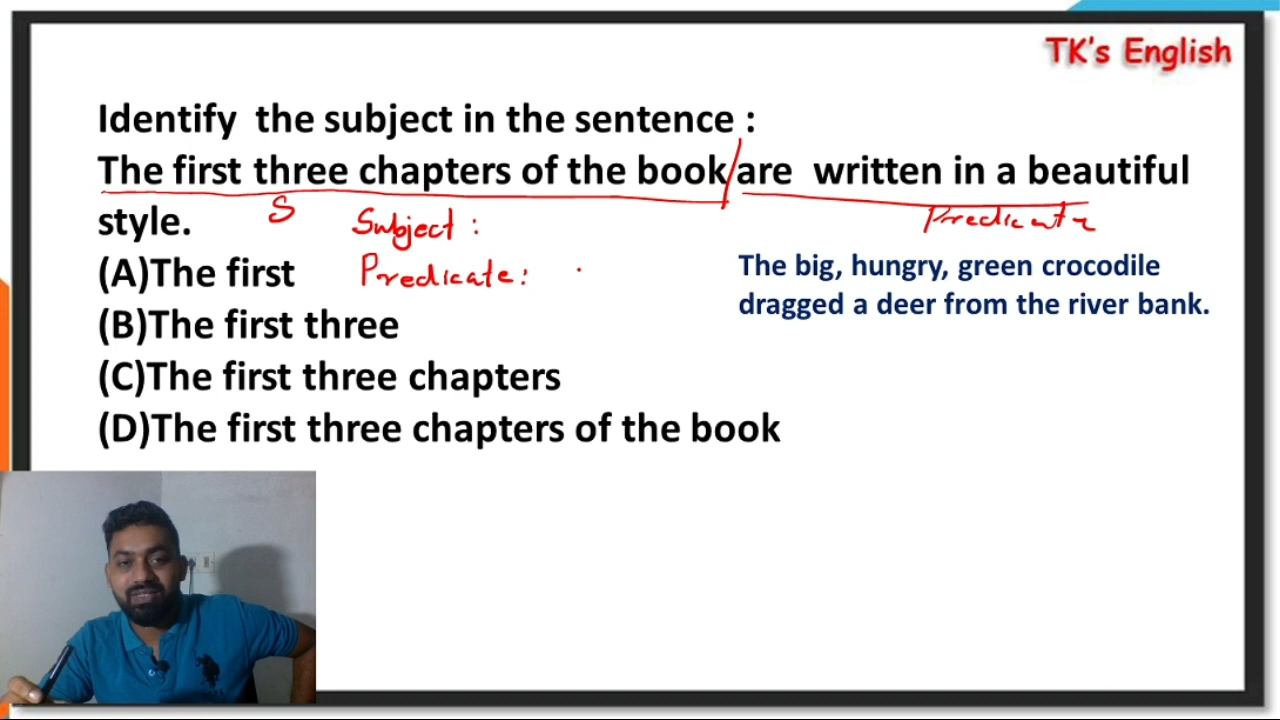 TK's English
Identify the subject in the sentence :
The first three chapters of the book/are written in a beautiful
style.
S
Subject :
Predicate
(A)The first
Predicate:
The big, hungry, green crocodile
dragged a deer from the river bank.
(B)The first three
(C)The first three chapters
(D)The first three chapters of the book